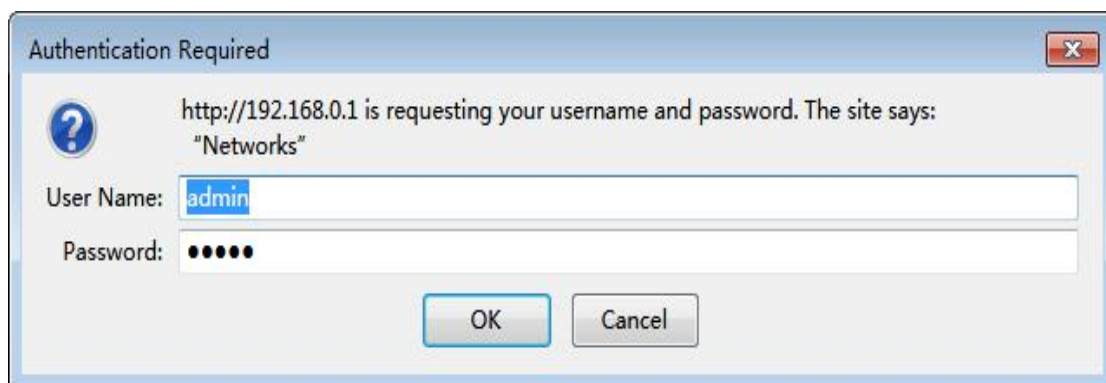 Authentication Required
http://192.168.0.1 is requesting your username and password. The site says:
"Networks"
User Name: admin
Password: •••••
OK Cancel